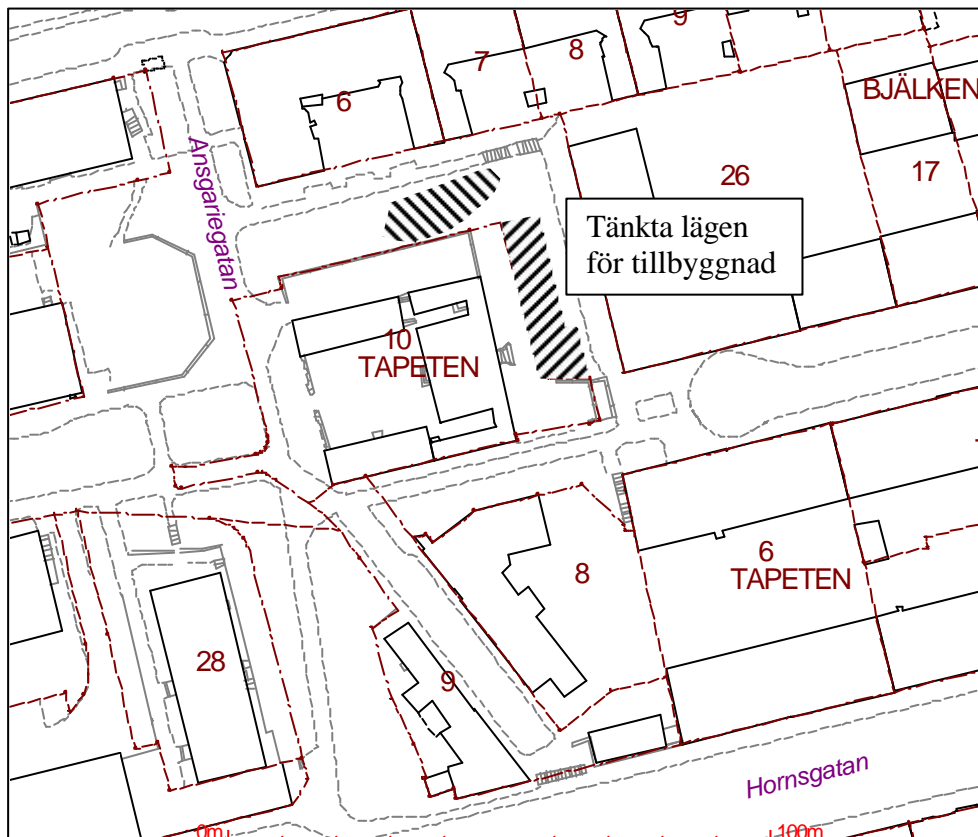 9
7
8
6
BJÄLKEN
Ansgariegatan
26
17
Tänkta lägen
för tillbyggnad
10
TAPETEN
6
TAPETEN
8
28
9
Hornsgatan
0m
100m